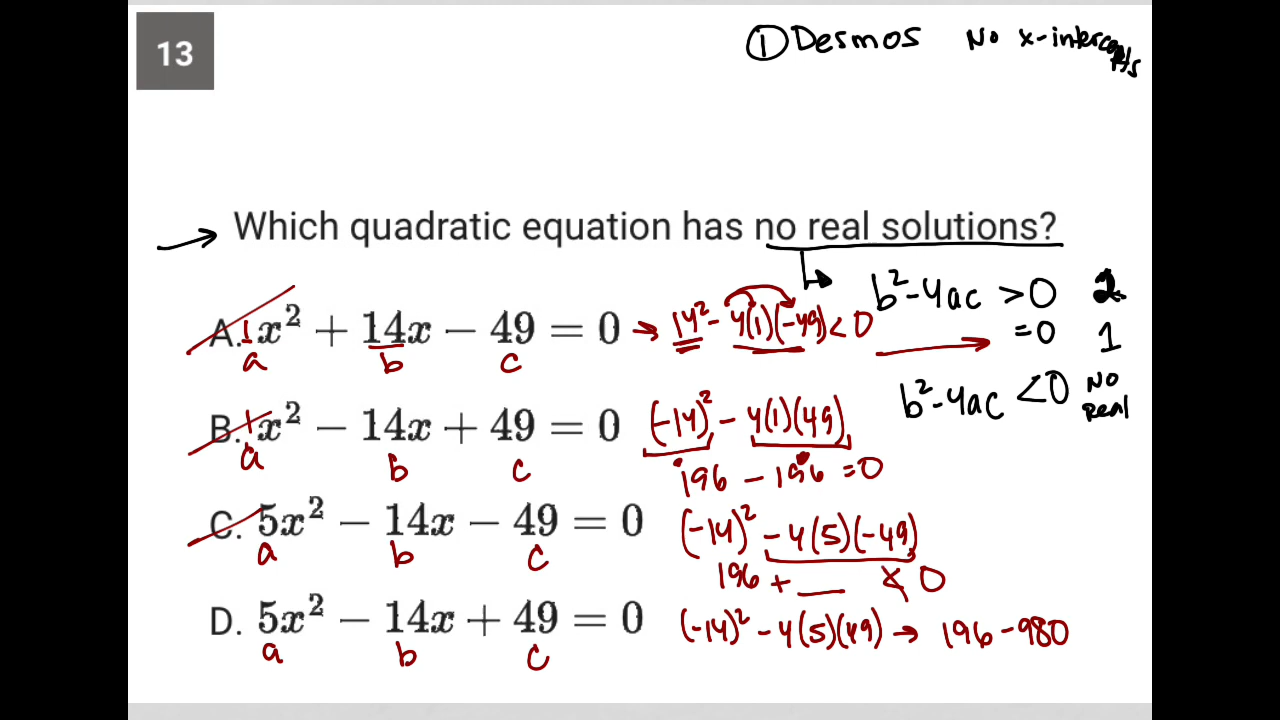 13
① Desmos No x-intercepts
Which quadratic equation has no real solutions?
b²-4ac > 0 2
= 0 1
b²-4ac < 0 No Real
A. 1x² + 14x − 49 = 0 → 14² - 4(1)(-49) < 0
a b c
B. 1x² − 14x + 49 = 0 (-14)² - 4(1)(49)
a b c
196 - 196 = 0
C. 5x² − 14x − 49 = 0 (-14)² - 4(5)(-49)
a b c
196 + __ < 0
D. 5x² − 14x + 49 = 0 (-14)² - 4(5)(49) → 196 - 980
a b c